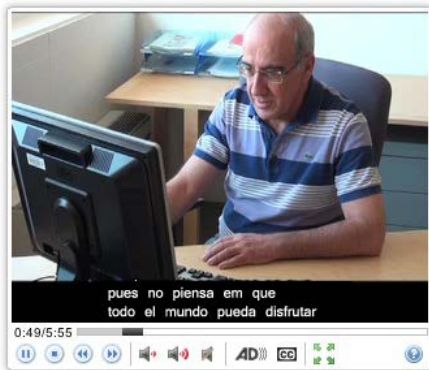 pues no piensa em que
todo el mundo pueda disfrutar
0:49/5:55
AD
CC
?